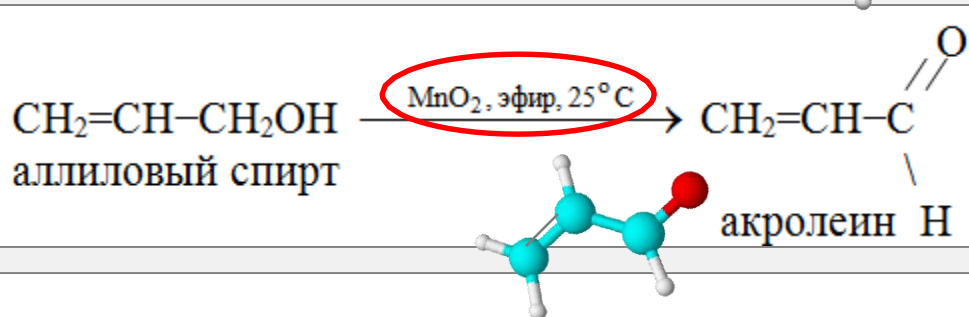 O
MnO₂, эфир, 25° C
CH₂=CH−CH₂OH CH₂=CH−C
аллиловый спирт
акролеин H